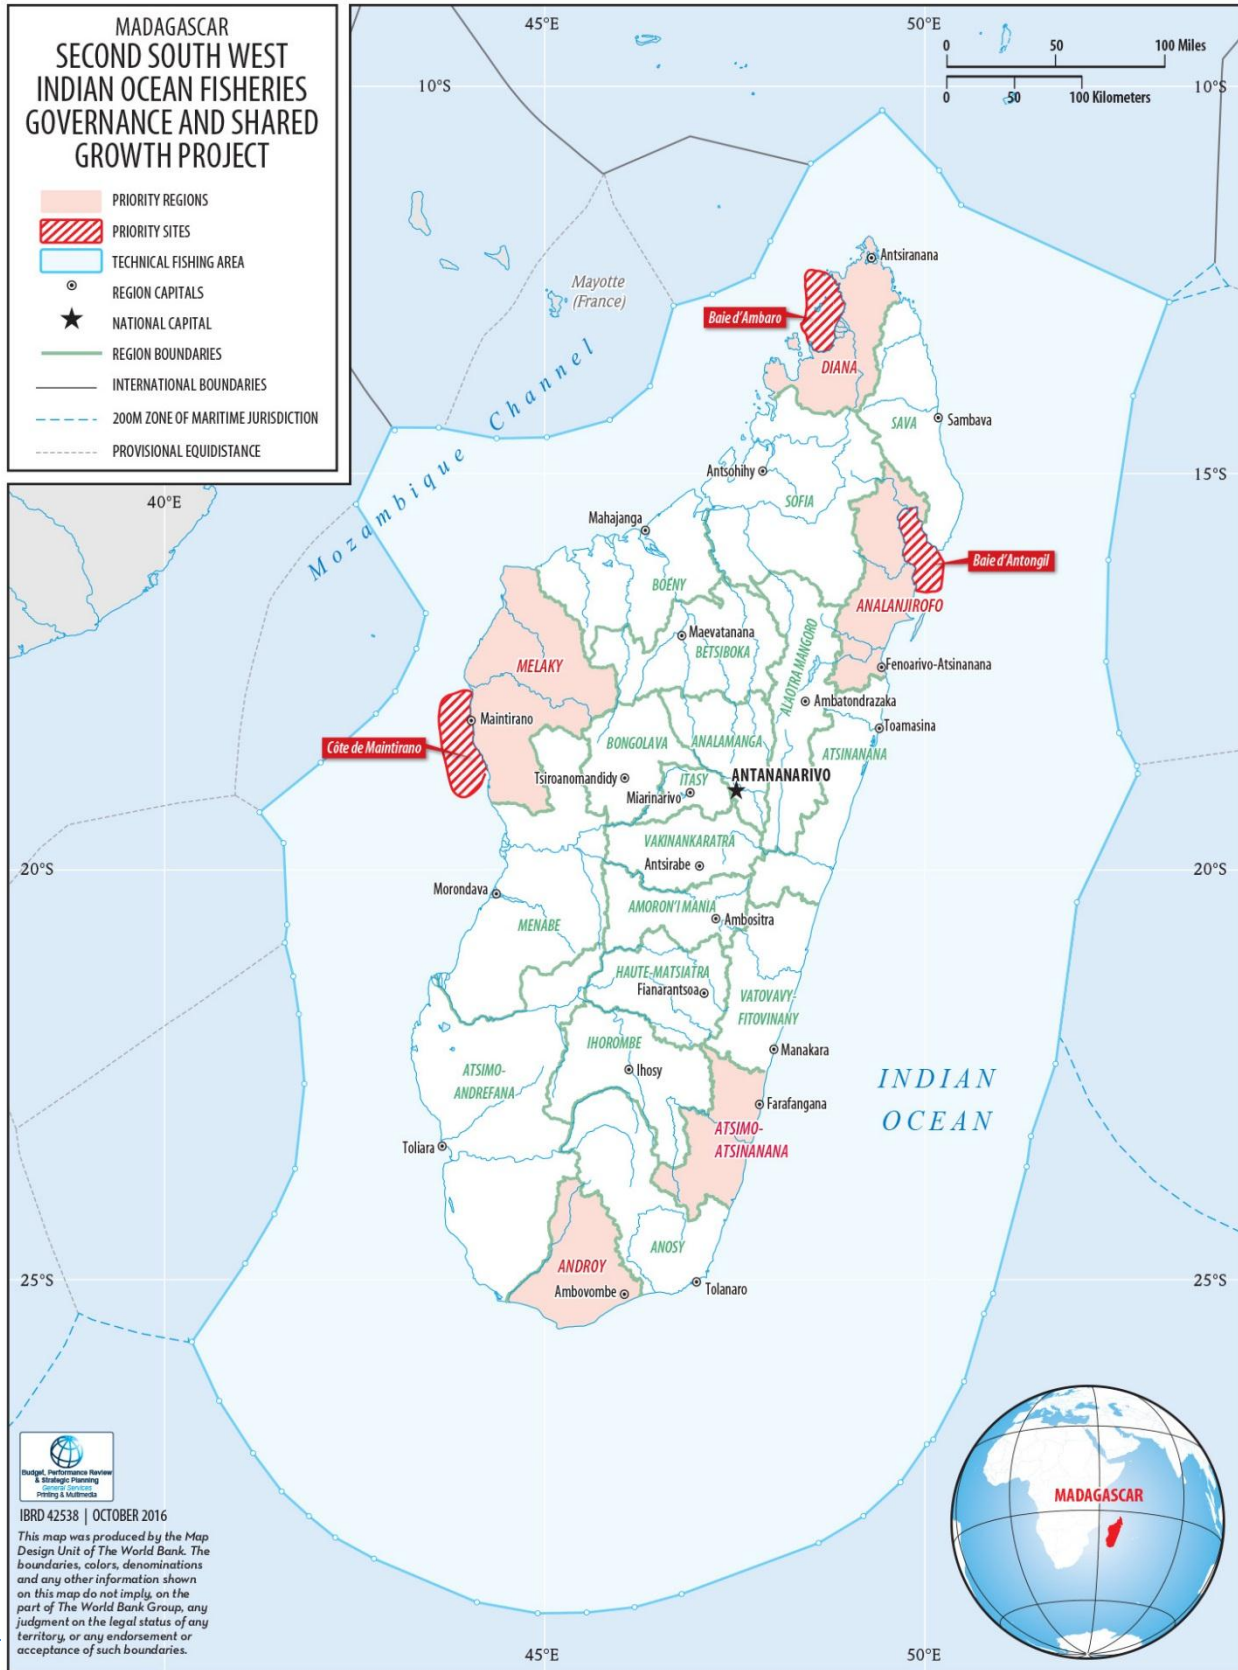 MADAGASCAR
SECOND SOUTH WEST
INDIAN OCEAN FISHERIES
GOVERNANCE AND SHARED
GROWTH PROJECT
PRIORITY REGIONS
PRIORITY SITES
TECHNICAL FISHING AREA
REGION CAPITALS
NATIONAL CAPITAL
REGION BOUNDARIES
INTERNATIONAL BOUNDARIES
200M ZONE OF MARITIME JURISDICTION
PROVISIONAL EQUIDISTANCE
45°E
50°E
0 50 100 Miles
0 50 100 Kilometers
10°S
10°S
Mayotte
(France)
Antsiranana
Baie d'Ambaro
DIANA
Mozambique Channel
SAVA
Sambava
Antsohihy
15°S
40°E
SOFIA
Mahajanga
Baie d'Antongil
BOENY
ANALANJIROFO
Maevatanana
BETSIBOKA
ALAOTRA MANGORO
MELAKY
Fenoarivo-Atsinanana
Ambatondrazaka
Maintirano
Toamasina
Côte de Maintirano
BONGOLAVA
ANALAMANGA
ATSINANANA
Tsiroanomandidy
ITASY
ANTANANARIVO
Miarinarivo
VAKINANKARATRA
Antsirabe
20°S
20°S
Morondava
AMORON'I MANIA
Ambositra
MENABE
HAUTE-MATSIATRA
Fianarantsoa
VATOVAVY-
FITOVINANY
IHOROMBE
Manakara
ATSIMO-
ANDREFANA
Ihosy
INDIAN
OCEAN
Farafangana
ATSIMO-
ATSINANANA
Toliara
ANOSY
ANDROY
25°S
25°S
Ambovombe
Tolanaro
MADAGASCAR
Budget, Performance Review
& Strategic Planning
General Services
Printing & Multimedia
IBRD 42538 | OCTOBER 2016
This map was produced by the Map
Design Unit of The World Bank. The
boundaries, colors, denominations
and any other information shown
on this map do not imply, on the
part of The World Bank Group, any
judgment on the legal status of any
territory, or any endorsement or
acceptance of such boundaries.
45°E
50°E